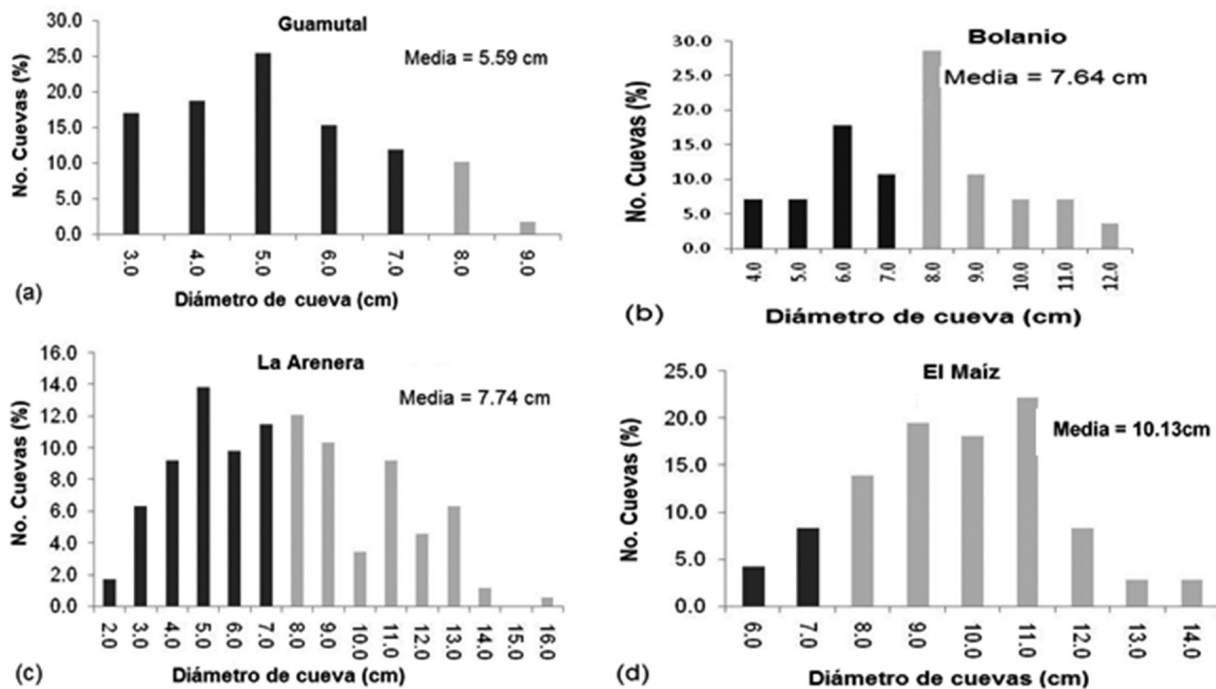 Guamutal
Media = 5.59 cm
No. Cuevas (%)
30.0
25.0
20.0
15.0
10.0
5.0
0.0
3.0 4.0 5.0 6.0 7.0 8.0 9.0
Diámetro de cueva (cm)
(a)
Bolanio
Media = 7.64 cm
No. Cuevas (%)
30.0
25.0
20.0
15.0
10.0
5.0
0.0
4.0 5.0 6.0 7.0 8.0 9.0 10.0 11.0 12.0
Diámetro de cueva (cm)
(b)
La Arenera
Media = 7.74 cm
No. Cuevas (%)
16.0
14.0
12.0
10.0
8.0
6.0
4.0
2.0
0.0
2.0 3.0 4.0 5.0 6.0 7.0 8.0 9.0 10.0 11.0 12.0 13.0 14.0 15.0 16.0
Diámetro de cueva (cm)
(c)
El Maíz
Media = 10.13cm
No. Cuevas (%)
25.0
20.0
15.0
10.0
5.0
0.0
6.0 7.0 8.0 9.0 10.0 11.0 12.0 13.0 14.0
Diámetro de cuevas (cm)
(d)